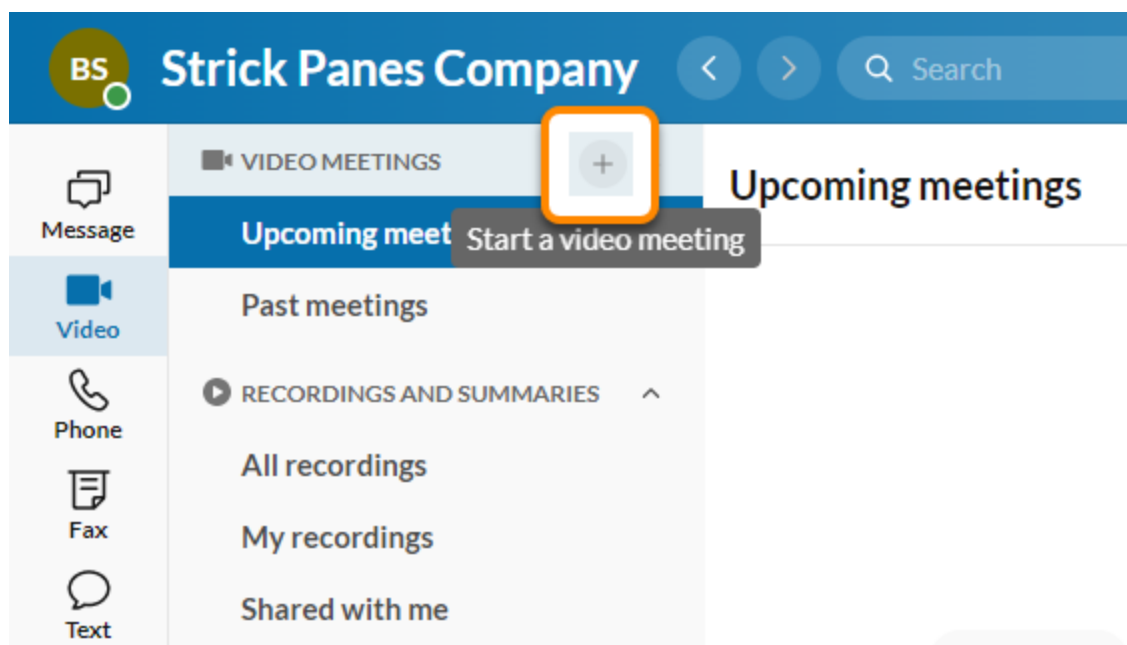 BS
Strick Panes Company
Search
VIDEO MEETINGS
+
Upcoming meet
Start a video meeting
Past meetings
RECORDINGS AND SUMMARIES
All recordings
My recordings
Shared with me
Message
Video
Phone
Fax
Text
Upcoming meetings